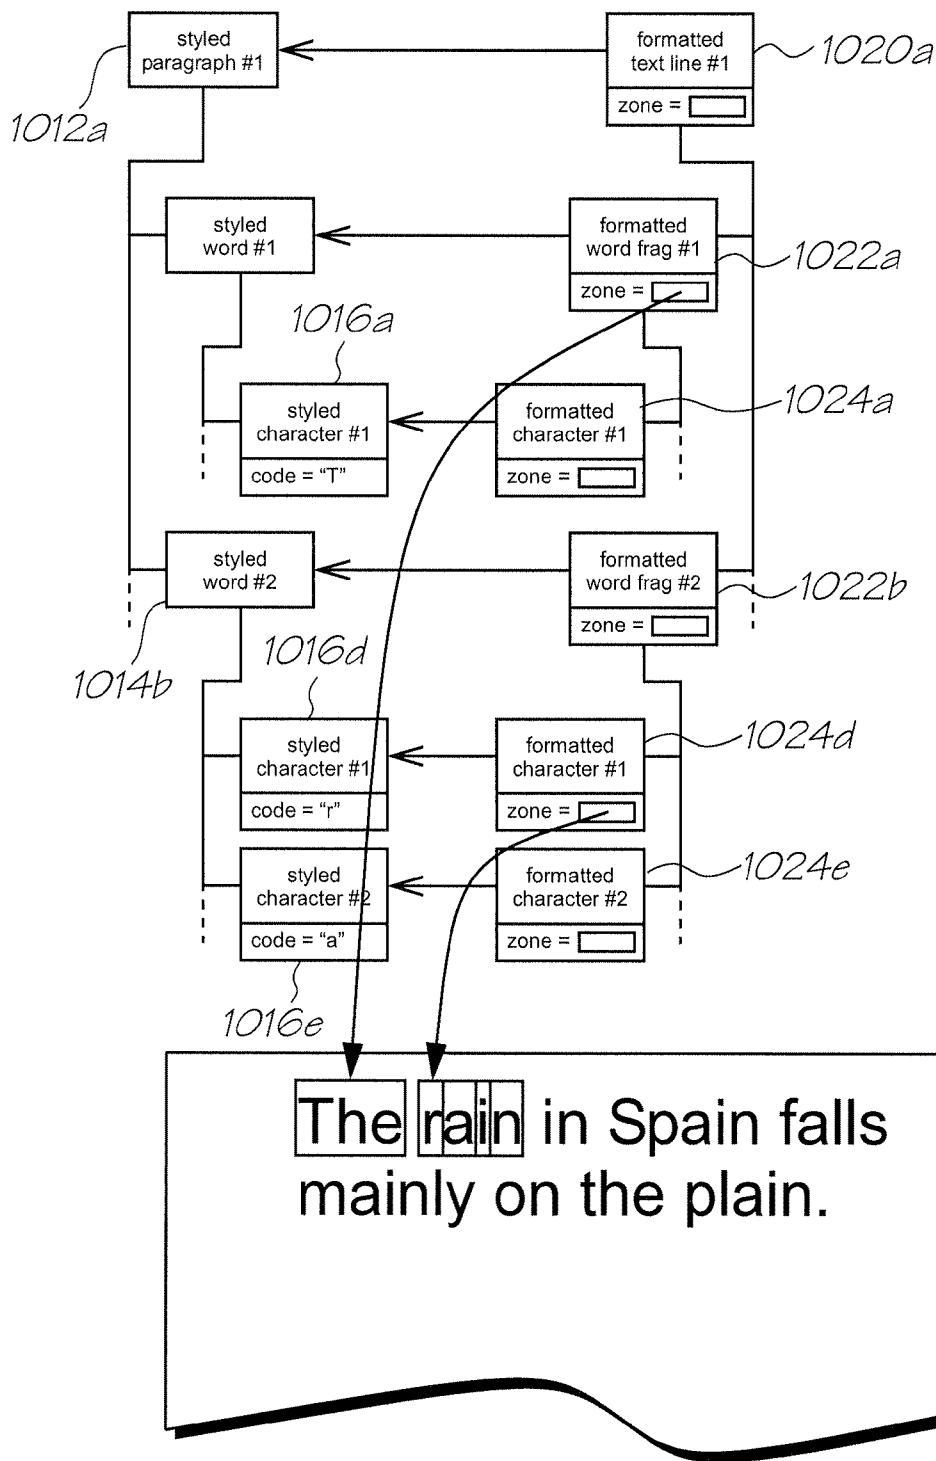 styled
paragraph #1
formatted
text line #1
zone =
1020a
1012a
styled
word #1
formatted
word frag #1
zone =
1022a
1016a
styled
character #1
code = “T”
formatted
character #1
zone =
1024a
styled
word #2
formatted
word frag #2
zone =
1022b
1014b
1016d
styled
character #1
code = “r”
formatted
character #1
zone =
1024d
styled
character #2
code = “a”
formatted
character #2
zone =
1024e
1016e
The rain in Spain falls
mainly on the plain.